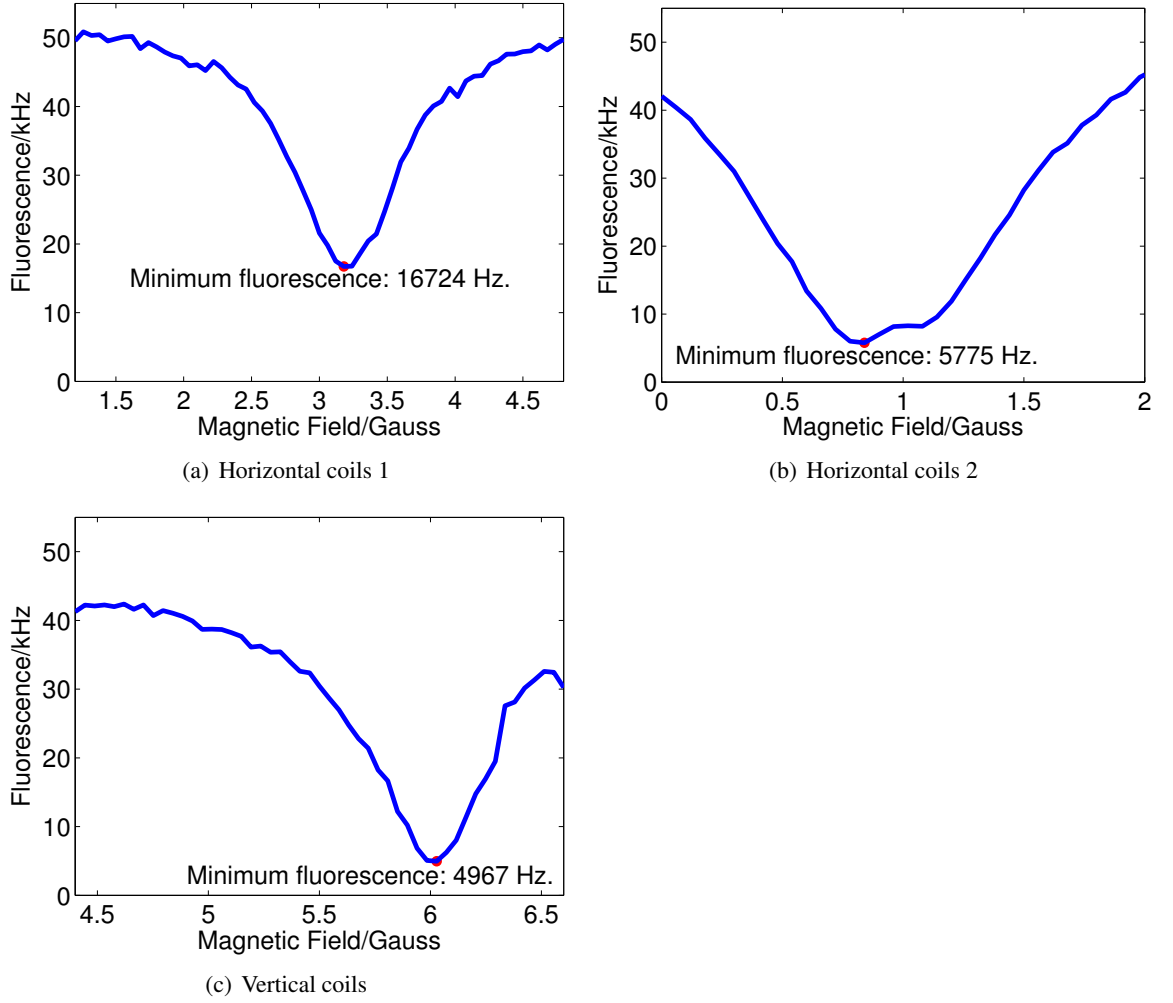 50
40
30
20
10
0
Fluorescence/kHz
Minimum fluorescence: 16724 Hz.
1.5 2 2.5 3 3.5 4 4.5
Magnetic Field/Gauss
(a) Horizontal coils 1
50
40
30
20
10
0
Fluorescence/kHz
Minimum fluorescence: 5775 Hz.
0 0.5 1 1.5 2
Magnetic Field/Gauss
(b) Horizontal coils 2
50
40
30
20
10
0
Fluorescence/kHz
Minimum fluorescence: 4967 Hz.
4.5 5 5.5 6 6.5
Magnetic Field/Gauss
(c) Vertical coils